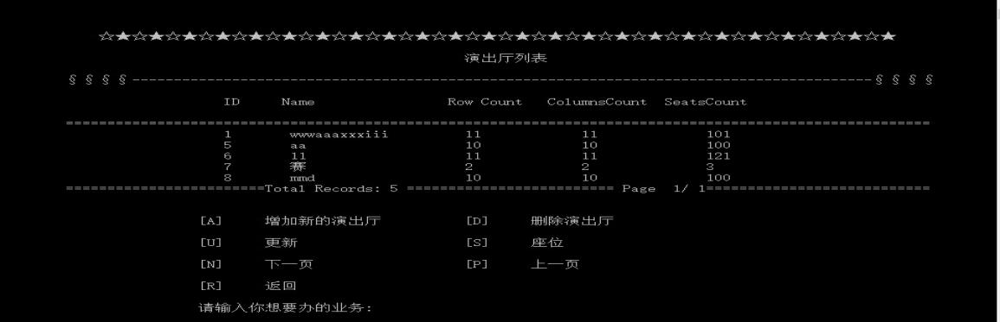 ☆★☆★☆★☆★☆★☆★☆★☆★☆★☆★☆★☆★☆★☆★☆★☆★☆★☆★☆★☆★☆★☆★☆★☆★
演出厅列表
§ § § §----------------------------------------------------------------------------------------§ § § §
ID Name Row Count ColumnsCount SeatsCount
========================================================================================================
1 wwwaaaxxxiii 11 11 101
5 aa 10 10 100
6 11 11 11 121
7 赛 2 2 3
8 mmd 10 10 100
========================Total Records: 5 ========================= Page 1/ 1===========================
[A] 增加新的演出厅 [D] 删除演出厅
[U] 更新 [S] 座位
[N] 下一页 [P] 上一页
[R] 返回
请输入你想要办的业务: